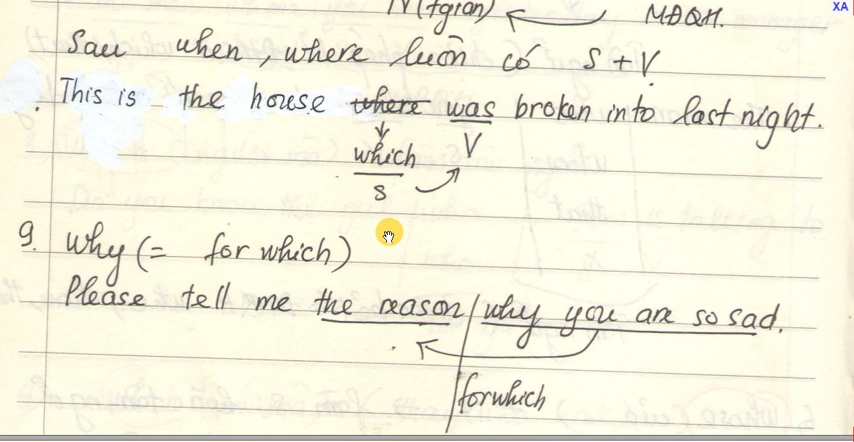 N (tgian) MĐQH.
XA
Sau when, where luôn có S + V
. This is the house where was broken into last night.
which V
S
9. Why (= for which)
Please tell me the reason / why you are so sad.
for which